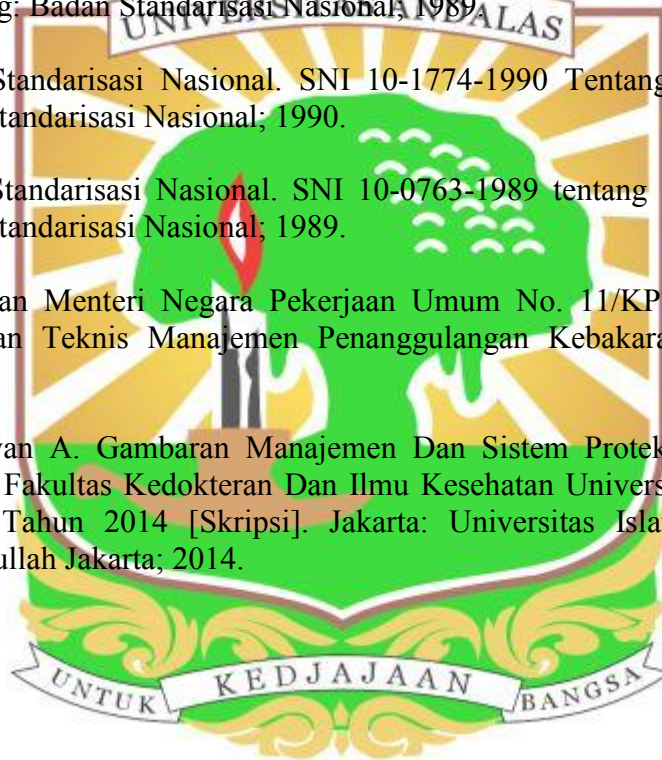 g: Badan Standarisasi Nasional; 1989.
UNIVERSITAS ANDALAS
Standarisasi Nasional. SNI 10-1774-1990 Tentang
Standarisasi Nasional; 1990.
Standarisasi Nasional. SNI 10-0763-1989 tentang
Standarisasi Nasional; 1989.
an Menteri Negara Pekerjaan Umum No. 11/KP
an Teknis Manajemen Penanggulangan Kebakara
wan A. Gambaran Manajemen Dan Sistem Protek
Fakultas Kedokteran Dan Ilmu Kesehatan Univers
Tahun 2014 [Skripsi]. Jakarta: Universitas Isla
ullah Jakarta; 2014.
UNTUK KEDJAJAAN BANGSA